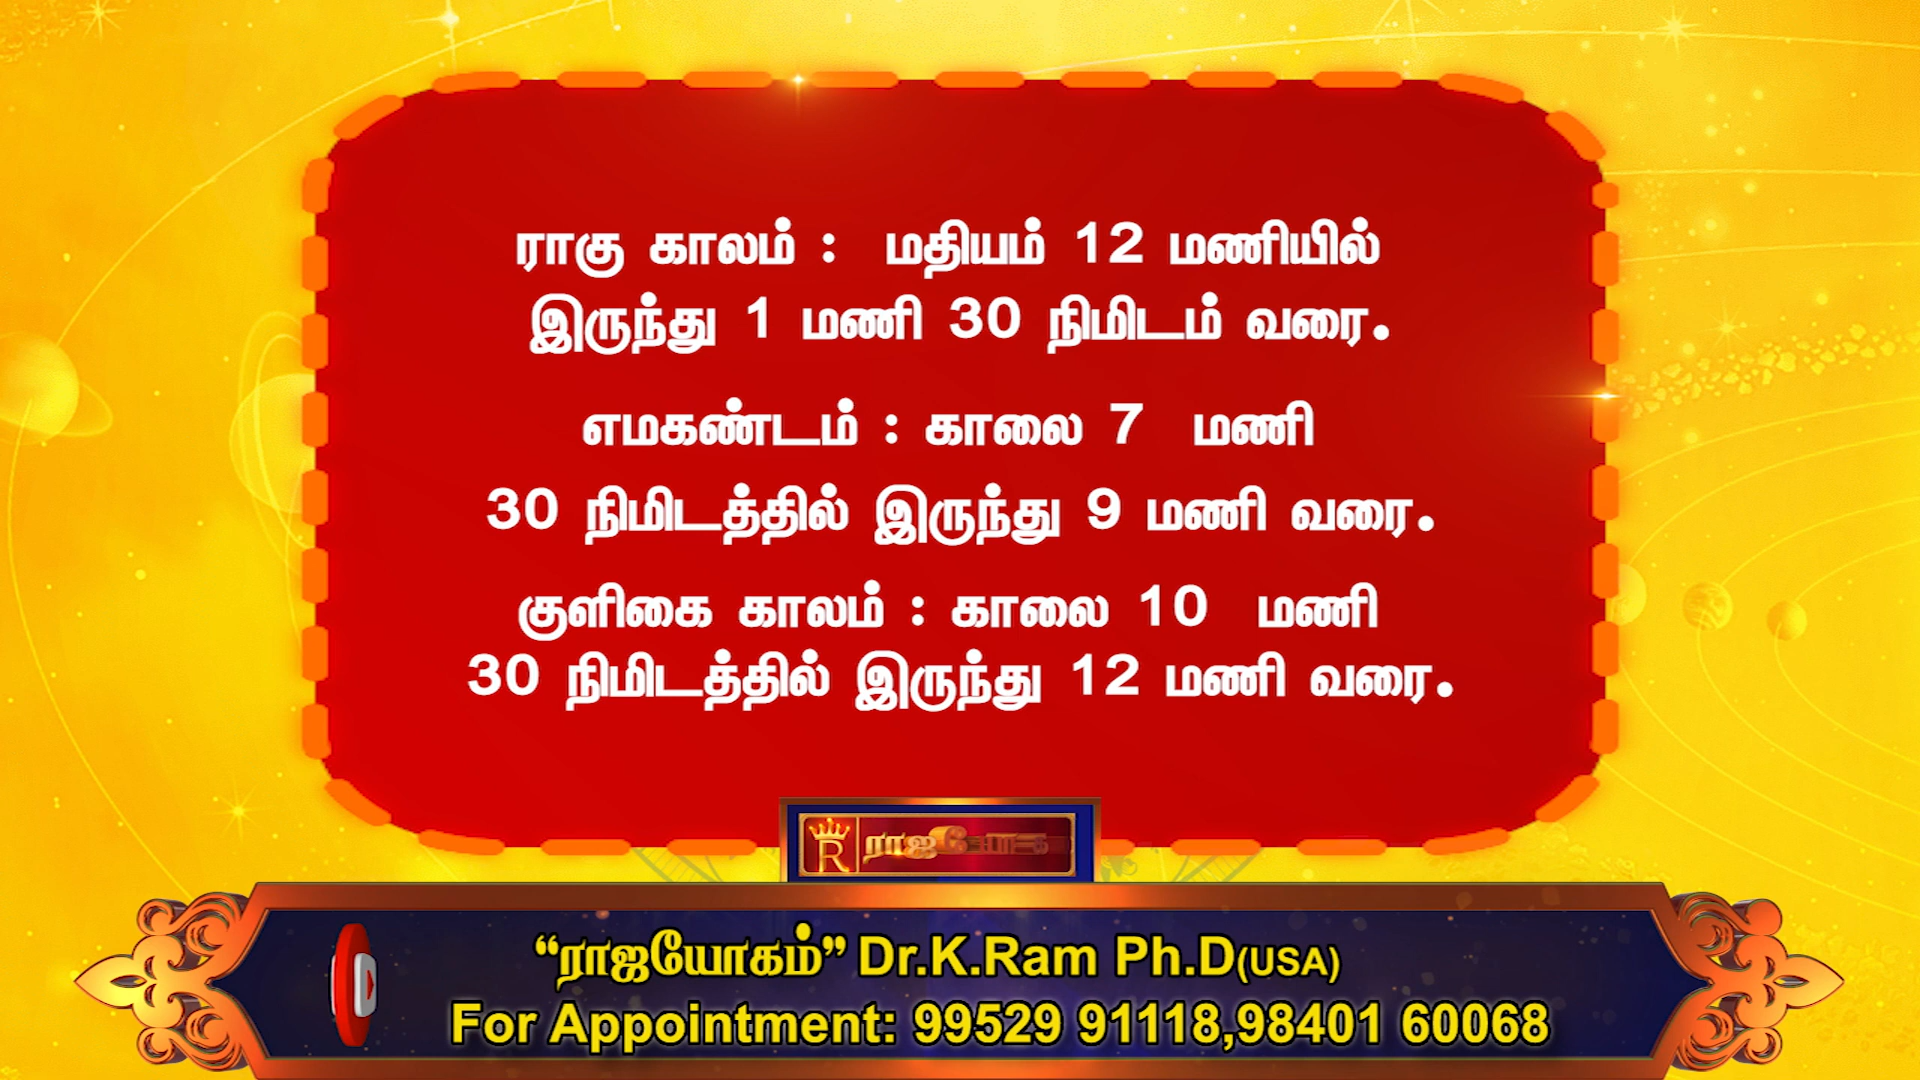 ராகு காலம் : மதியம் 12 மணியில்
இருந்து 1 மணி 30 நிமிடம் வரை.
எமகண்டம் : காலை 7 மணி
30 நிமிடத்தில் இருந்து 9 மணி வரை.
குளிகை காலம் : காலை 10 மணி
30 நிமிடத்தில் இருந்து 12 மணி வரை.
R
“ராஜயோகம்” Dr.K.Ram Ph.D(USA)
For Appointment: 99529 91118,98401 60068